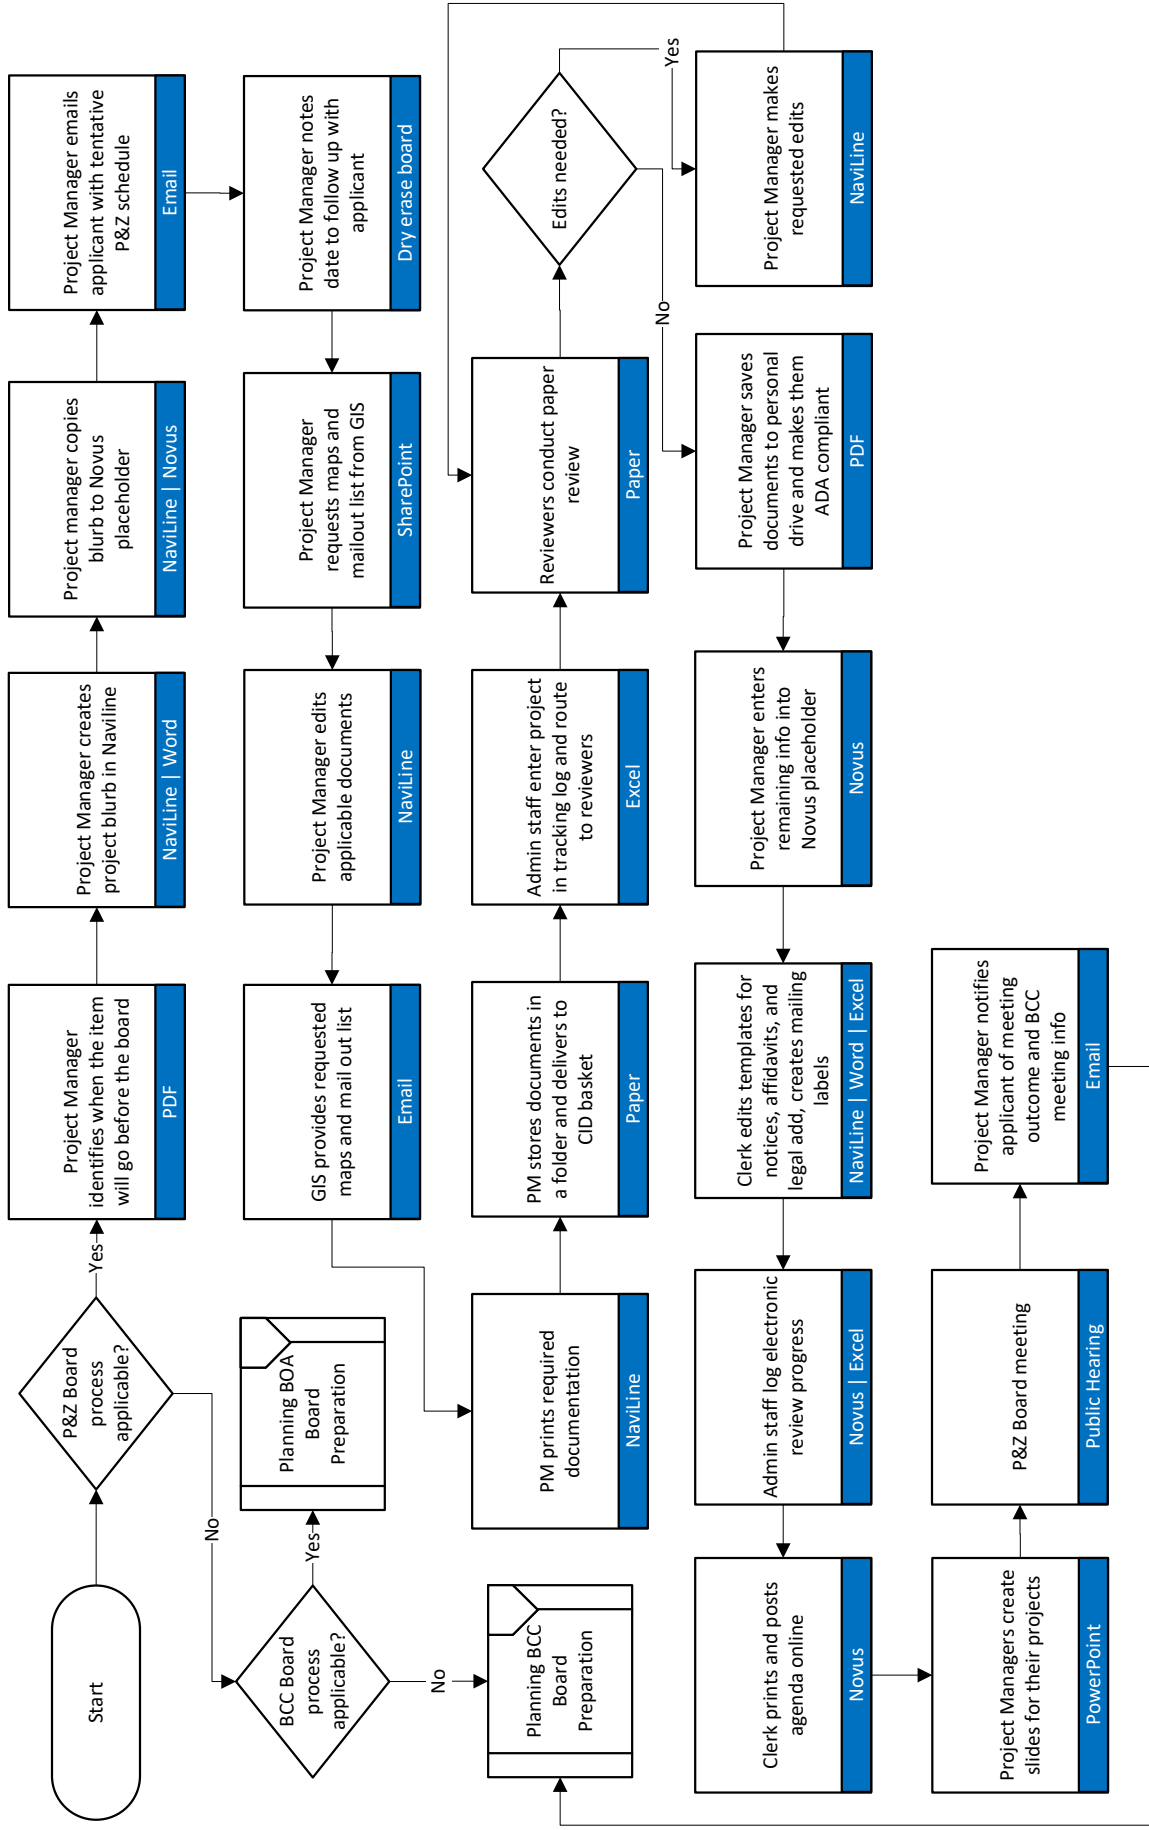 Start
P&Z Board
process
applicable?
Yes
No
Project Manager
identifies when the item
will go before the board
PDF
Project Manager creates
project blurb in Naviline
NaviLine | Word
Project manager copies
blurb to Novus
placeholder
NaviLine | Novus
Project Manager emails
applicant with tentative
P&Z schedule
Email
BCC Board
process
applicable?
Yes
No
Planning BOA
Board
Preparation
GIS provides requested
maps and mail out list
Email
Project Manager edits
applicable documents
NaviLine
Project Manager
requests maps and
mailout list from GIS
SharePoint
Project Manager notes
date to follow up with
applicant
Dry erase board
Planning BCC
Board
Preparation
PM prints required
documentation
NaviLine
PM stores documents in
a folder and delivers to
CID basket
Paper
Admin staff enter project
in tracking log and route
to reviewers
Excel
Reviewers conduct paper
review
Paper
Edits needed?
Yes
No
Clerk prints and posts
agenda online
Novus
Admin staff log electronic
review progress
Novus | Excel
Clerk edits templates for
notices, affidavits, and
legal add, creates mailing
labels
NaviLine | Word | Excel
Project Manager enters
remaining info into
Novus placeholder
Novus
Project Manager saves
documents to personal
drive and makes them
ADA compliant
PDF
Project Manager makes
requested edits
NaviLine
Project Managers create
slides for their projects
PowerPoint
P&Z Board meeting
Public Hearing
Project Manager notifies
applicant of meeting
outcome and BCC
meeting info
Email